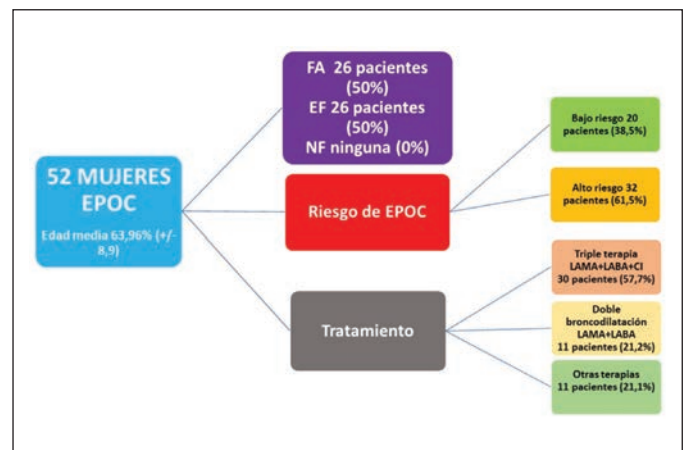 FA 26 pacientes
(50%)
EF 26 pacientes
(50%)
NF ninguna (0%)
52 MUJERES
EPOC
Edad media 63,96% (+/-
8,9)
Riesgo de EPOC
Bajo riesgo 20
pacientes (38,5%)
Alto riesgo 32
pacientes (61,5%)
Tratamiento
Triple terapia
LAMA+LABA+CI
30 pacientes (57,7%)
Doble
broncodilatación
LAMA+LABA
11 pacientes (21,2%)
Otras terapias
11 pacientes (21,1%)